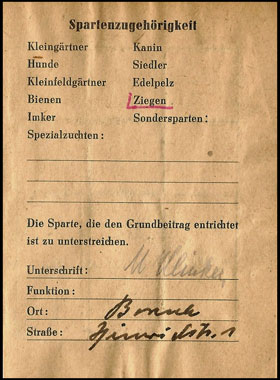 Spartenzugehörigkeit
Kleingärtner Kanin
Hunde Siedler
Kleinfeldgärtner Edelpelz
Bienen Ziegen
Imker Sondersparten:
Spezialzuchten:
Die Sparte, die den Grundbeitrag entrichtet
ist zu unterstreichen.
Unterschrift:
Funktion:
Ort:
Straße: